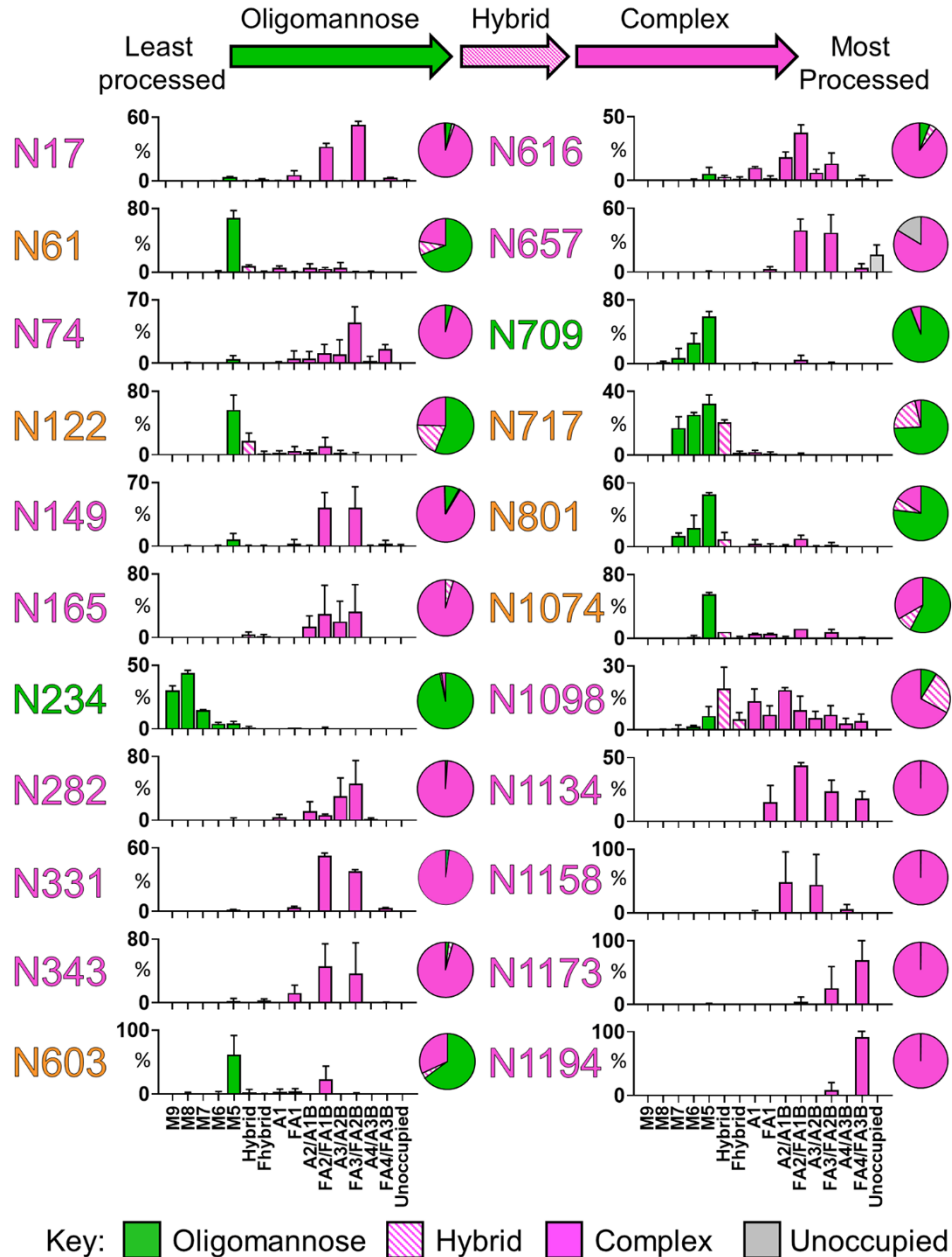 Oligomannose Hybrid Complex
Least processed
Most Processed
N17 60 % 0
N616 50 % 0
N61 80 % 0
N657 80 % 0
N74 70 % 0
N709 80 % 0
N122 80 % 0
N717 40 % 0
N149 70 % 0
N801 60 % 0
N165 80 % 0
N1074 80 % 0
N234 50 % 0
N1098 30 % 0
N282 80 % 0
N1134 50 % 0
N331 60 % 0
N1158 100 % 0
N343 80 % 0
N1173 100 % 0
N603 100 % 0
N1194 100 % 0
M9 M8 M7 M6 M5 Hybrid Fhybrid A1 FA1 A2/A1B FA2/FA1B A3/A2B FA3/FA2B A4/A3B FA4/FA3B Unoccupied
M9 M8 M7 M6 M5 Hybrid Fhybrid A1 FA1 A2/A1B FA2/FA1B A3/A2B FA3/FA2B A4/A3B FA4/FA3B Unoccupied
Key: Oligomannose Hybrid Complex Unoccupied